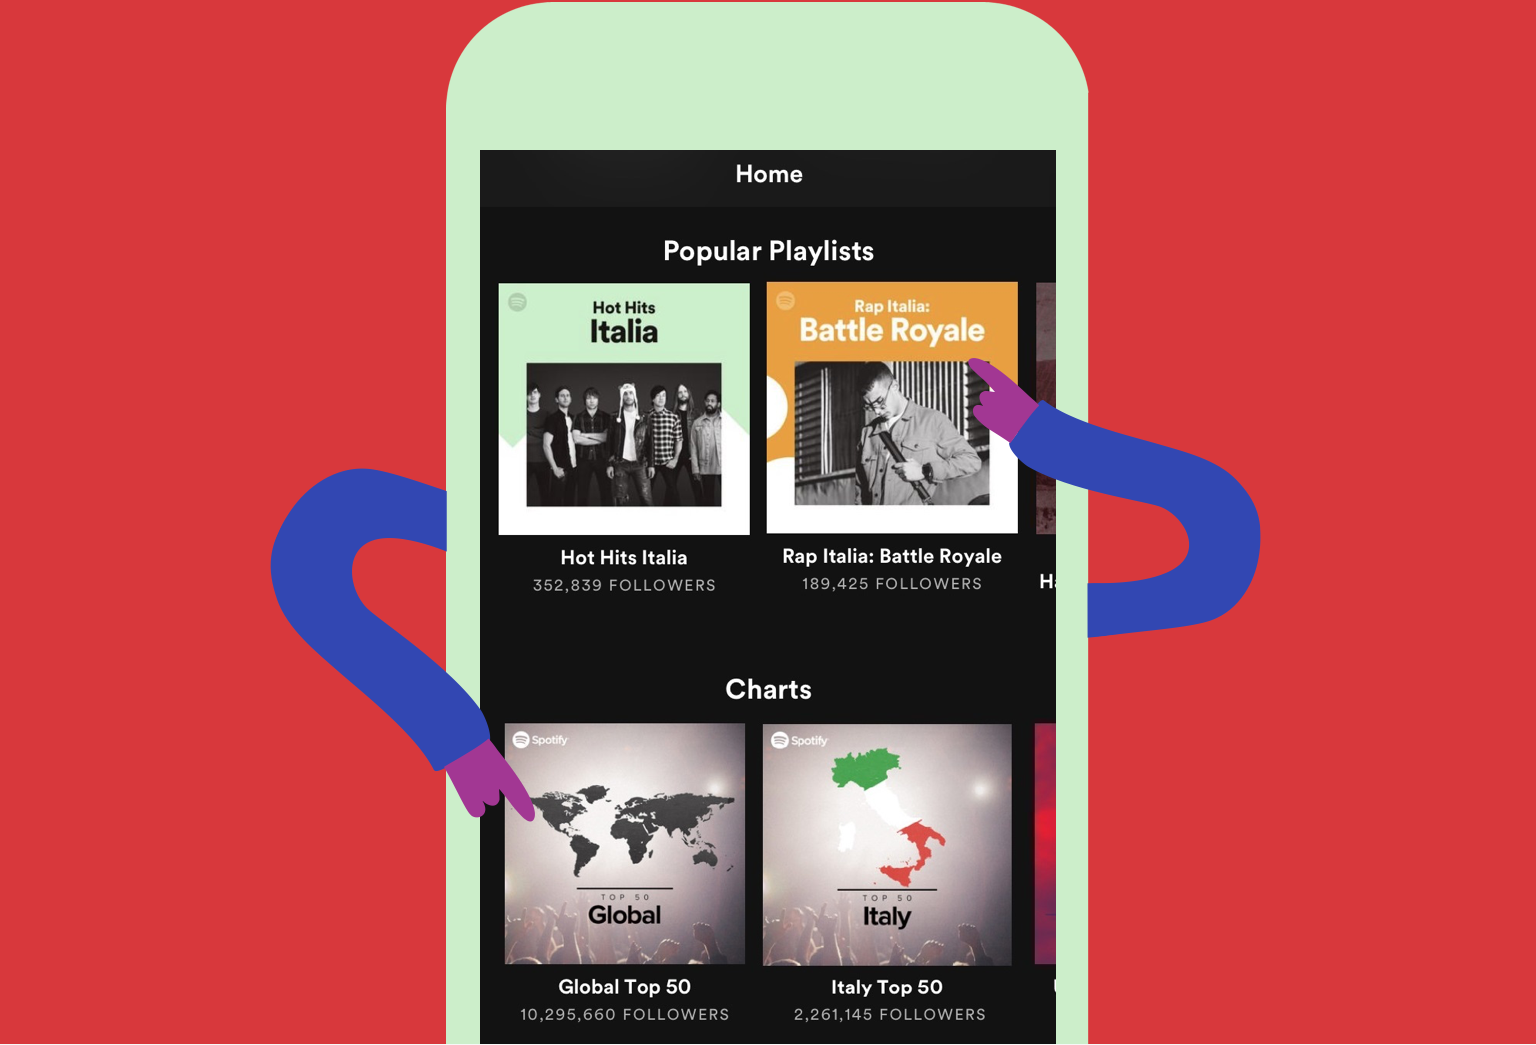 Home
Popular Playlists
Hot Hits
Italia
Rap Italia:
Battle Royale
Hot Hits Italia
352,839 FOLLOWERS
Rap Italia: Battle Royale
189,425 FOLLOWERS
Charts
Spotify
TOP 50
Global
Spotify
TOP 50
Italy
Global Top 50
10,295,660 FOLLOWERS
Italy Top 50
2,261,145 FOLLOWERS